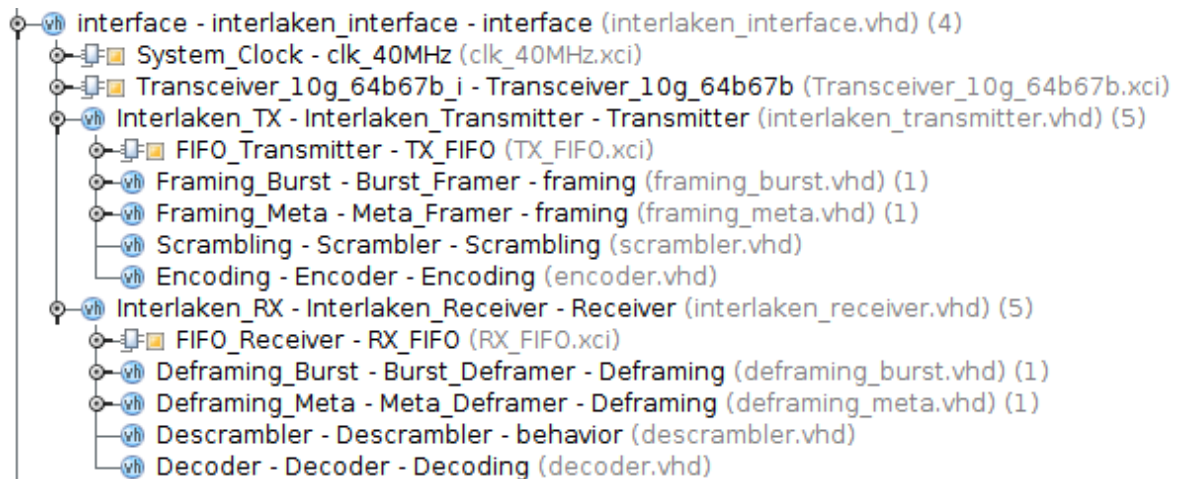 interface - interlaken_interface - interface (interlaken_interface.vhd) (4)
System_Clock - clk_40MHz (clk_40MHz.xci)
Transceiver_10g_64b67b_i - Transceiver_10g_64b67b (Transceiver_10g_64b67b.xci)
Interlaken_TX - Interlaken_Transmitter - Transmitter (interlaken_transmitter.vhd) (5)
FIFO_Transmitter - TX_FIFO (TX_FIFO.xci)
Framing_Burst - Burst_Framer - framing (framing_burst.vhd) (1)
Framing_Meta - Meta_Framer - framing (framing_meta.vhd) (1)
Scrambling - Scrambler - Scrambling (scrambler.vhd)
Encoding - Encoder - Encoding (encoder.vhd)
Interlaken_RX - Interlaken_Receiver - Receiver (interlaken_receiver.vhd) (5)
FIFO_Receiver - RX_FIFO (RX_FIFO.xci)
Deframing_Burst - Burst_Deframer - Deframing (deframing_burst.vhd) (1)
Deframing_Meta - Meta_Deframer - Deframing (deframing_meta.vhd) (1)
Descrambler - Descrambler - behavior (descrambler.vhd)
Decoder - Decoder - Decoding (decoder.vhd)